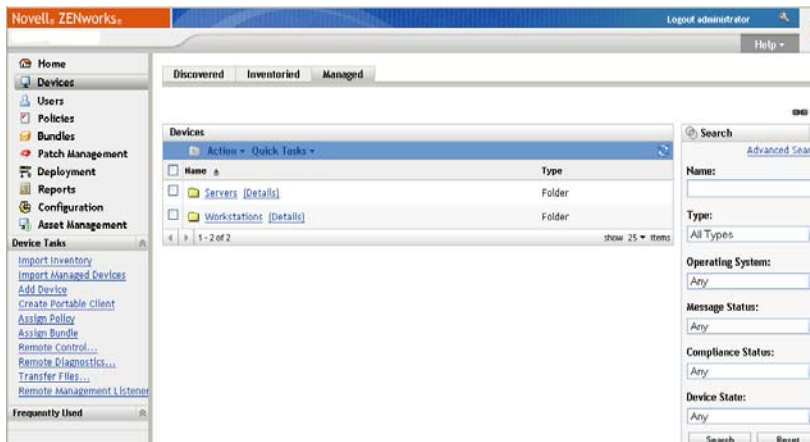 Novell® ZENworks®
Logout administrator
Help
Home
Devices
Users
Policies
Bundles
Patch Management
Deployment
Reports
Configuration
Asset Management
Device Tasks
Import Inventory
Import Managed Devices
Add Device
Create Portable Client
Assign Policy
Assign Bundle
Remote Control...
Remote Diagnostics...
Transfer Files...
Remote Management Listener
Frequently Used
Discovered Inventoried Managed
Devices
Action Quick Tasks
Name Type
Servers (Details) Folder
Workstations (Details) Folder
1 - 2 of 2 show 25 items
Search
Advanced Sear
Name:
Type:
All Types
Operating System:
Any
Message Status:
Any
Compliance Status:
Any
Device State:
Any
Search Reset